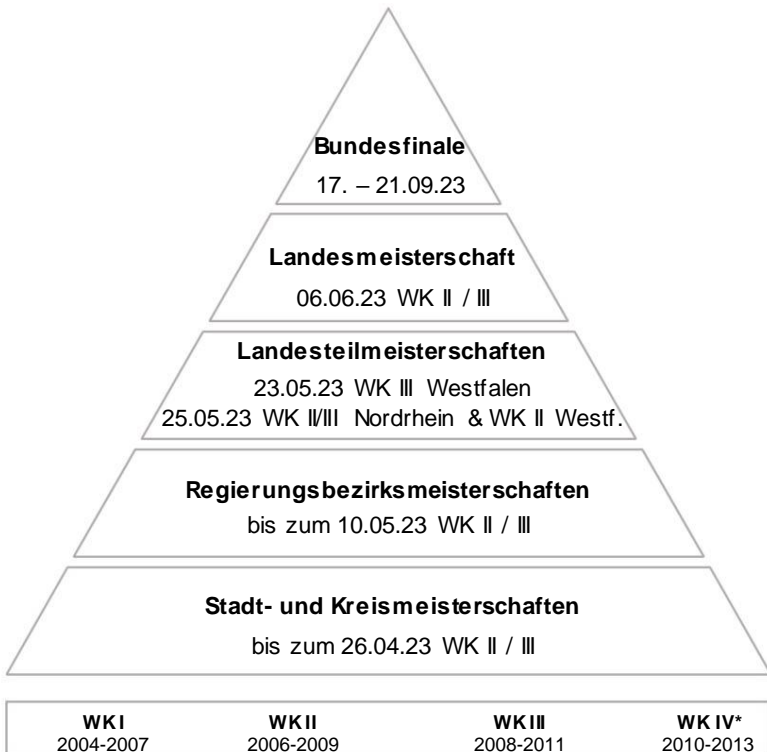 Bundesfinale
17. – 21.09.23
Landesmeisterschaft
06.06.23 WK II / III
Landesteilmeisterschaften
23.05.23 WK III Westfalen
25.05.23 WK II/III Nordrhein & WK II Westf.
Regierungsbezirksmeisterschaften
bis zum 10.05.23 WK II / III
Stadt- und Kreismeisterschaften
bis zum 26.04.23 WK II / III
WK I WK II WK III WK IV*
2004-2007 2006-2009 2008-2011 2010-2013